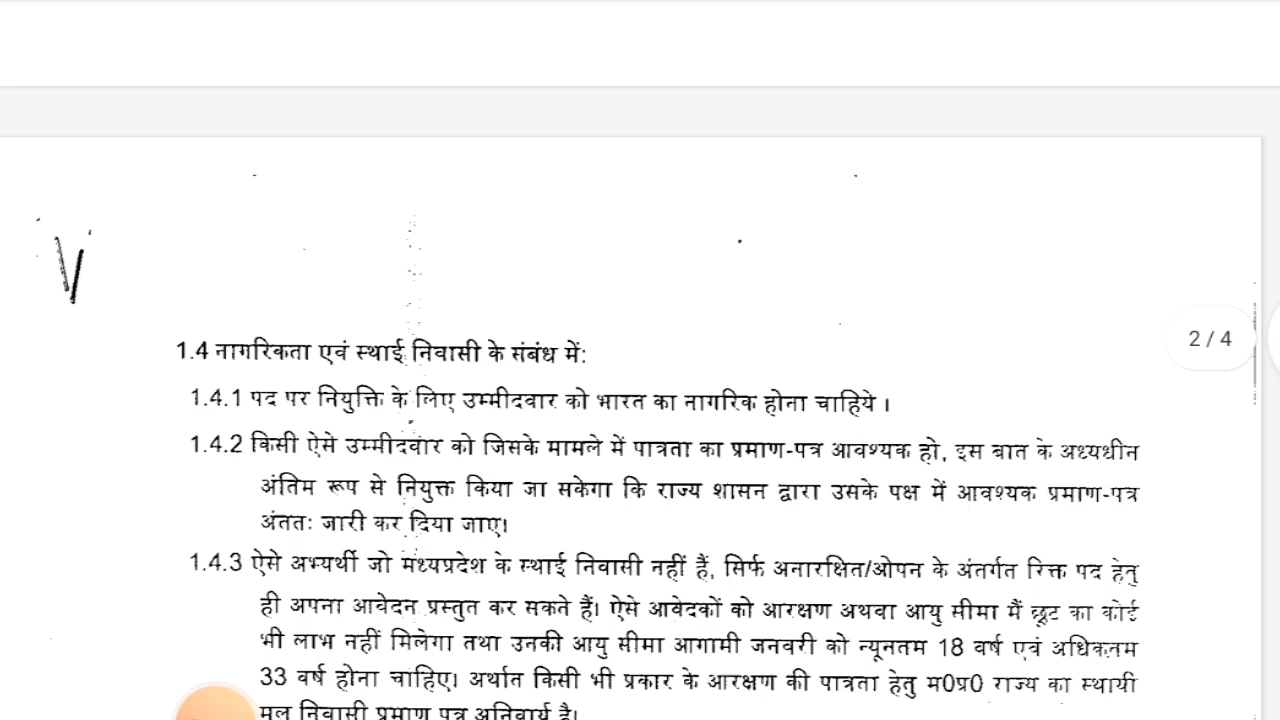 2 / 4
1.4 नागरिकता एवं स्थाई निवासी के संबंध में:
1.4.1 पद पर नियुक्ति के लिए उम्मीदवार को भारत का नागरिक होना चाहिये ।
1.4.2 किसी ऐसे उम्मीदवार को जिसके मामले में पात्रता का प्रमाण-पत्र आवश्यक हो, इस बात के अध्यधीन
अंतिम रूप से नियुक्त किया जा सकेगा कि राज्य शासन द्वारा उसके पक्ष में आवश्यक प्रमाण-पत्र
अंततः जारी कर दिया जाए।
1.4.3 ऐसे अभ्यर्थी जो मध्यप्रदेश के स्थाई निवासी नहीं हैं, सिर्फ अनारक्षित/ओपन के अंतर्गत रिक्त पद हेतु
ही अपना आवेदन प्रस्तुत कर सकते हैं। ऐसे आवेदकों को आरक्षण अथवा आयु सीमा मैं छूट का कोई
भी लाभ नहीं मिलेगा तथा उनकी आयु सीमा आगामी जनवरी को न्यूनतम 18 वर्ष एवं अधिकतम
33 वर्ष होना चाहिए। अर्थात किसी भी प्रकार के आरक्षण की पात्रता हेतु म0प्र0 राज्य का स्थायी
मूल निवासी प्रमाण पत्र अनिवार्य है।